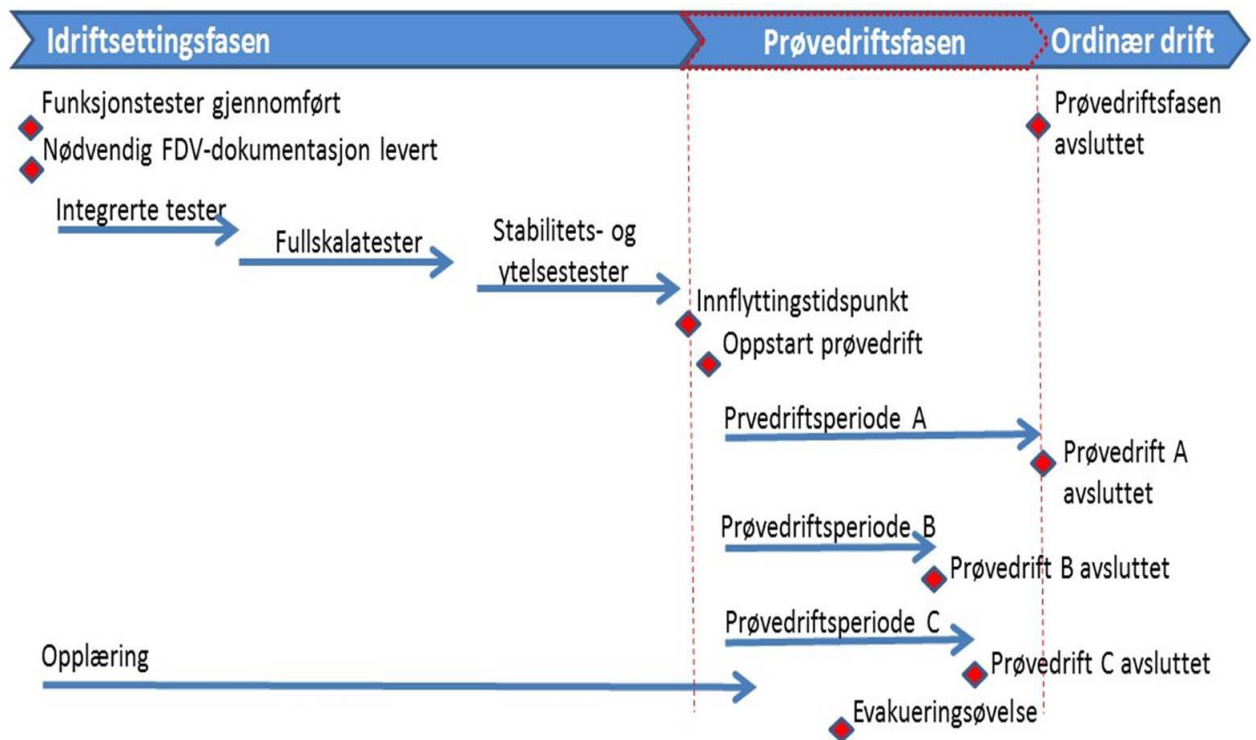 Idriftsettingsfasen
Prøvedriftsfasen
Ordinær drift
Funksjonstester gjennomført
Nødvendig FDV-dokumentasjon levert
Prøvedriftsfasen
avsluttet
Integrerte tester
Fullskalatester
Stabilitets- og
ytelsestester
Innflyttingstidspunkt
Oppstart prøvedrift
Prvedriftsperiode A
Prøvedrift A
avsluttet
Prøvedriftsperiode B
Prøvedrift B avsluttet
Prøvedriftsperiode C
Opplæring
Prøvedrift C avsluttet
Evakueringsøvelse